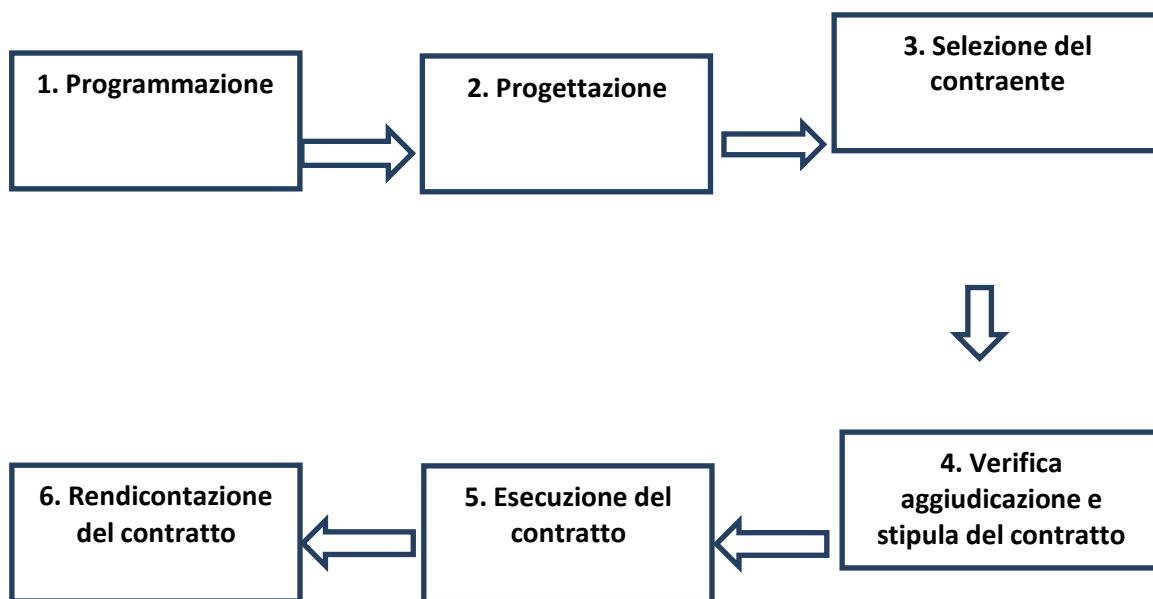 1. Programmazione
2. Progettazione
3. Selezione del
contraente
4. Verifica
aggiudicazione e
stipula del contratto
5. Esecuzione del
contratto
6. Rendicontazione
del contratto